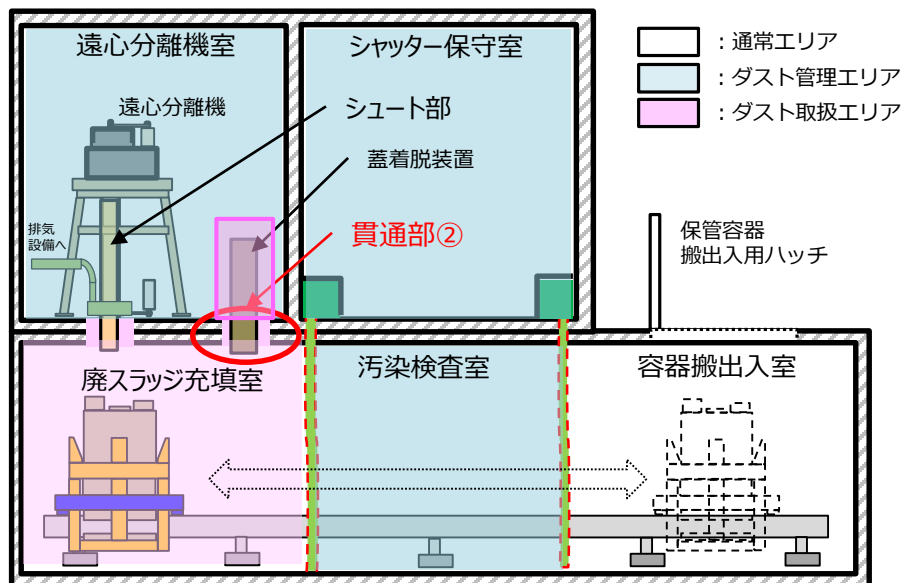 遠心分離機室
シャッター保守室
：通常エリア
：ダスト管理エリア
：ダスト取扱エリア
遠心分離機
シュート部
蓋着脱装置
貫通部②
排気
設備へ
保管容器
搬出入用ハッチ
廃スラッジ充填室
汚染検査室
容器搬出入室